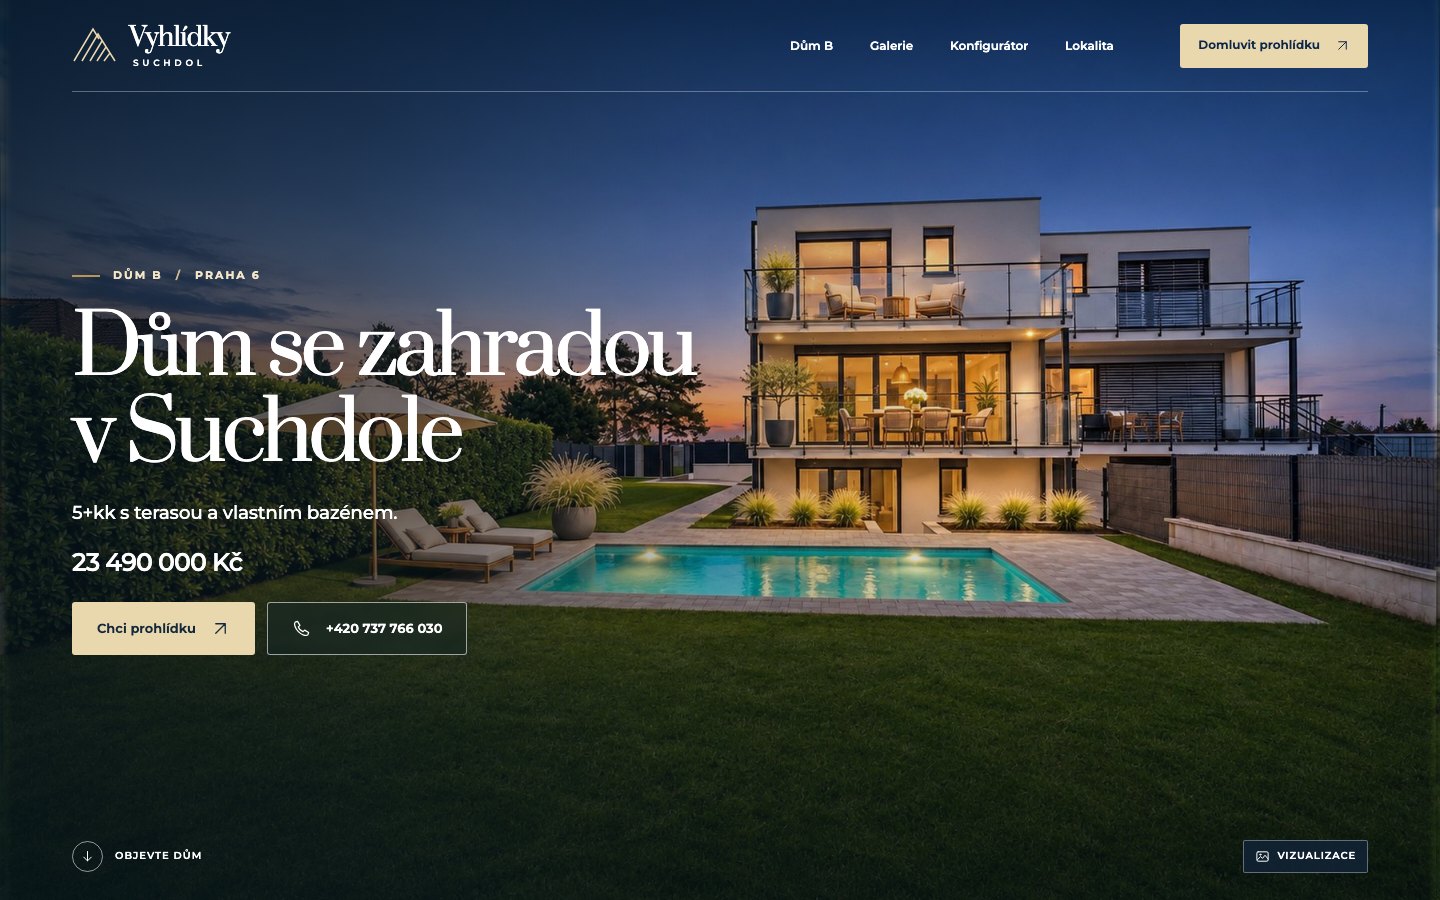 Vyhlídky
SUCHDOL
Dům B
Galerie
Konfigurátor
Lokalita
Domluvit prohlídku
DŮM B / PRAHA 6
Dům se zahradou
v Suchdole
5+kk s terasou a vlastním bazénem.
23 490 000 Kč
Chci prohlídku
+420 737 766 030
OBJEVTE DŮM
VIZUALIZACE